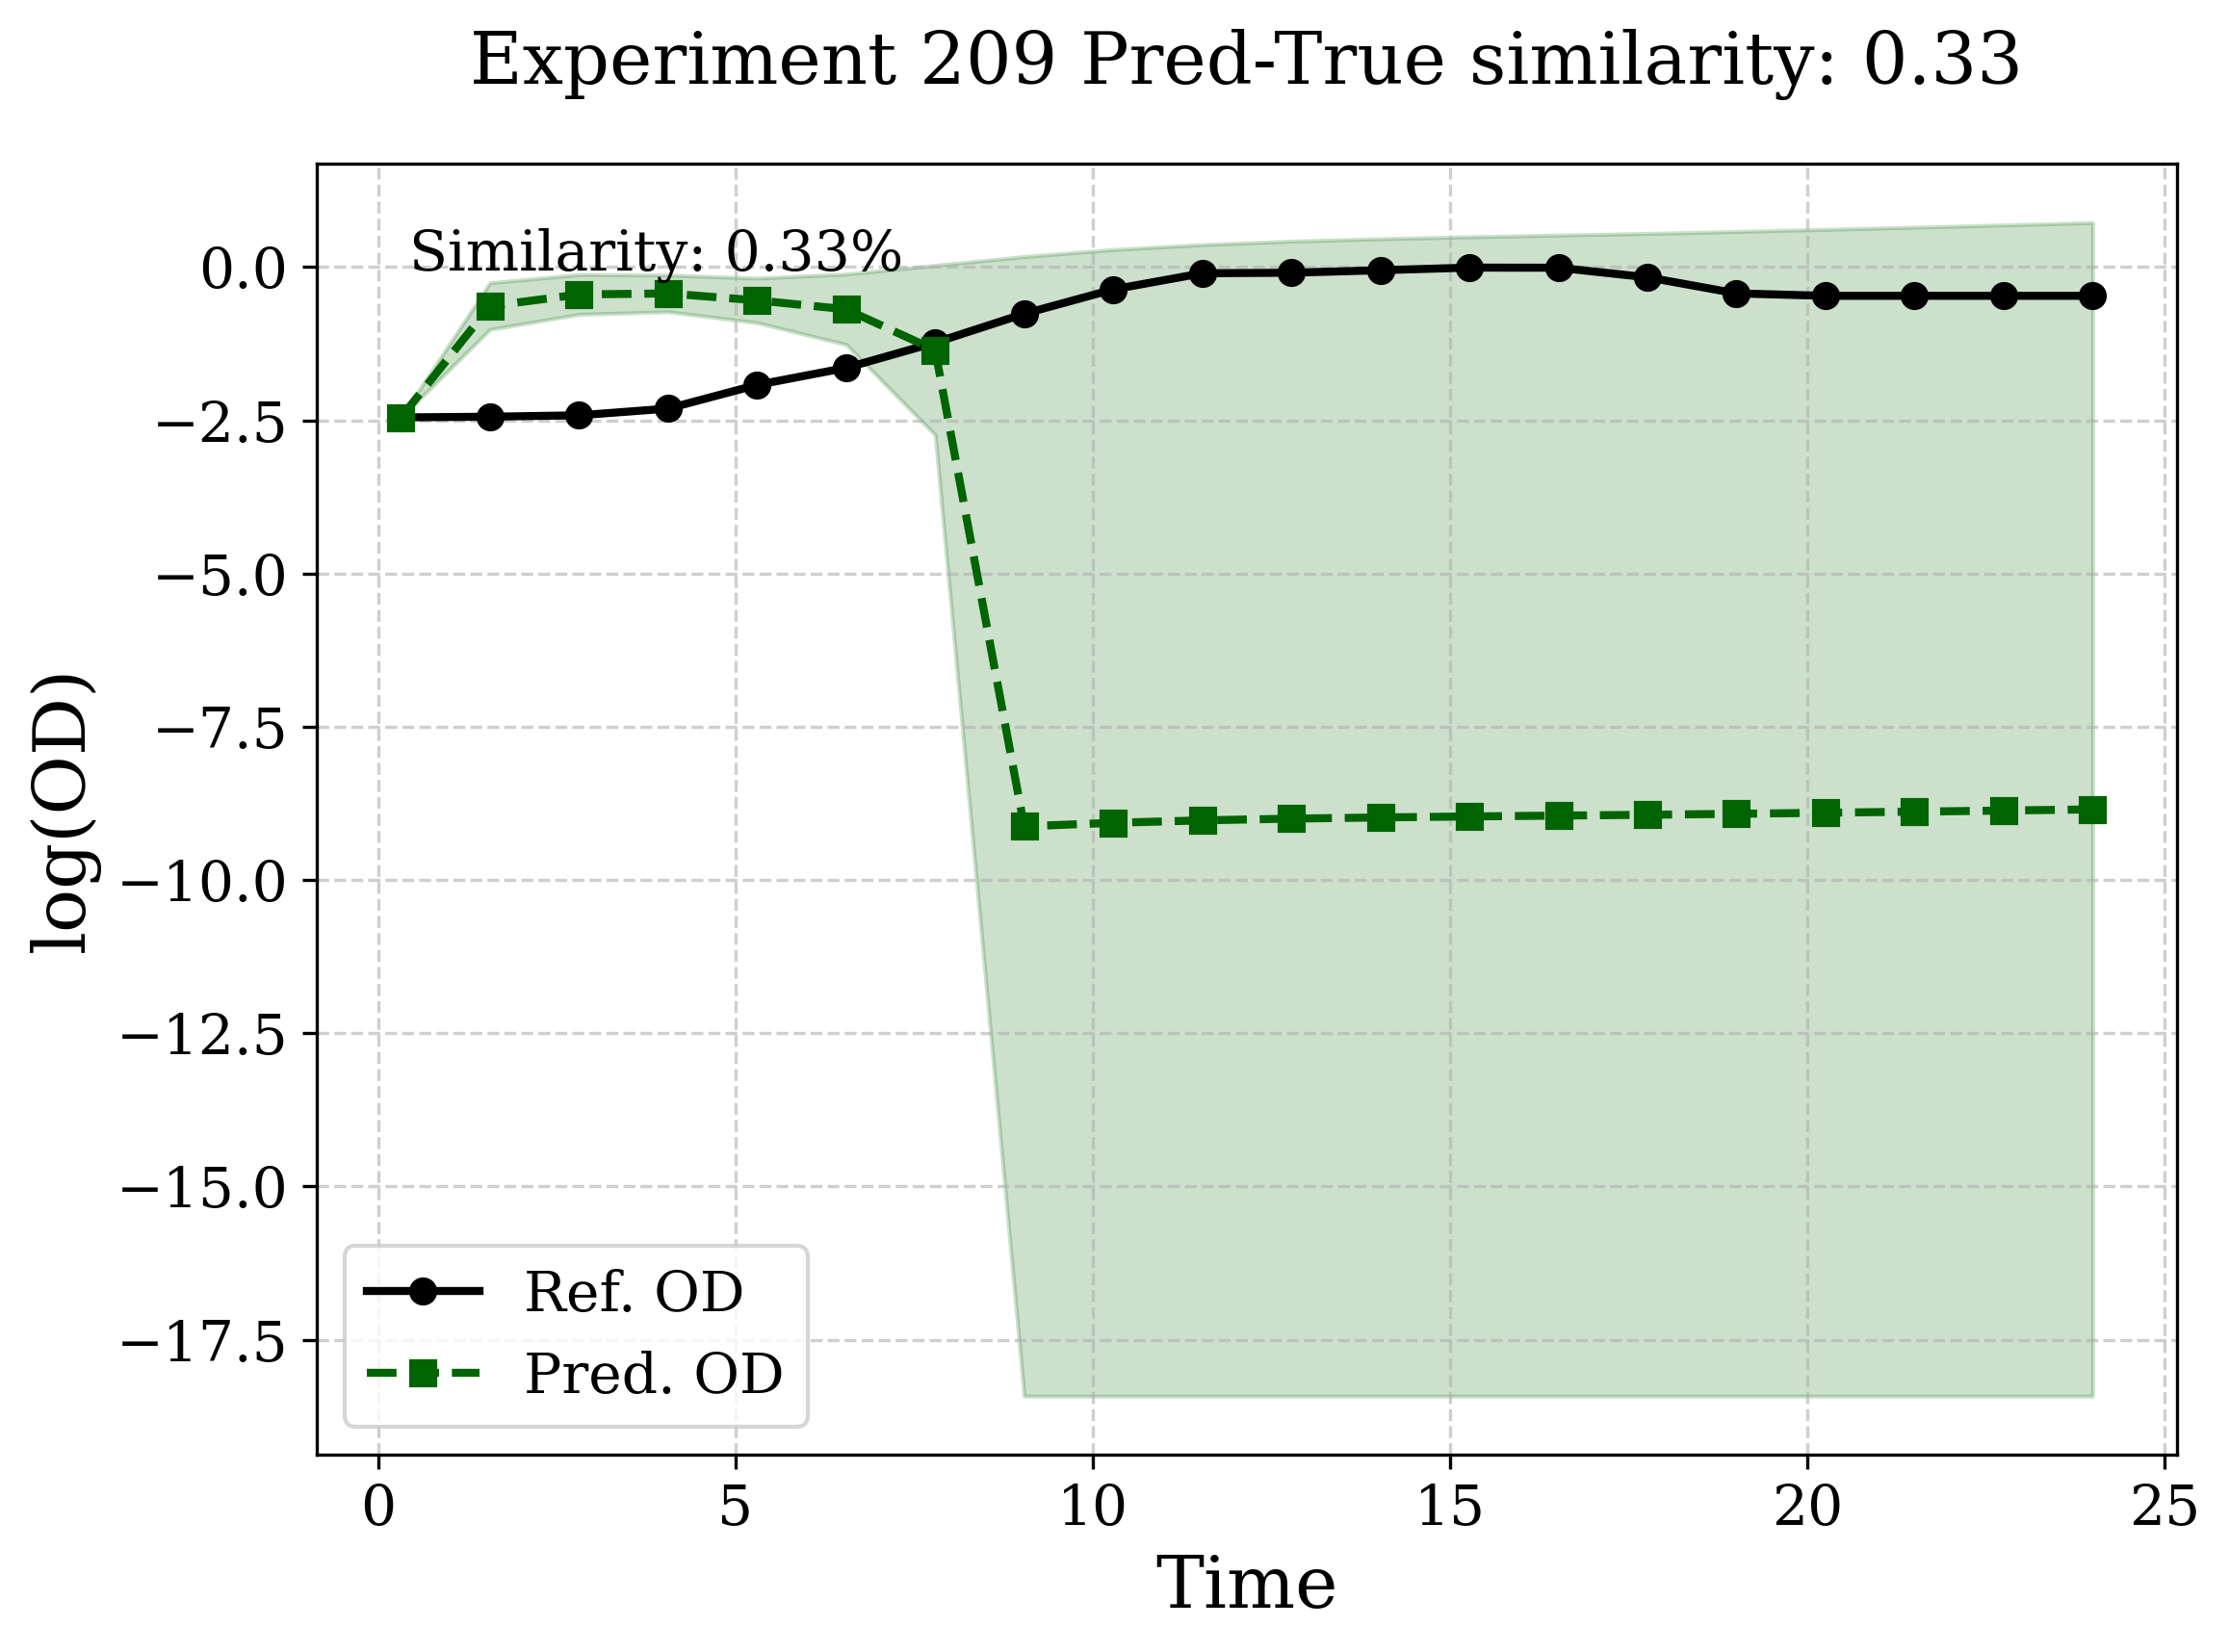 Experiment 209 Pred-True similarity: 0.33
Similarity: 0.33%
0.0
−2.5
−5.0
−7.5
−10.0
−12.5
−15.0
−17.5
log(OD)
Ref. OD
Pred. OD
0 5 10 15 20 25
Time